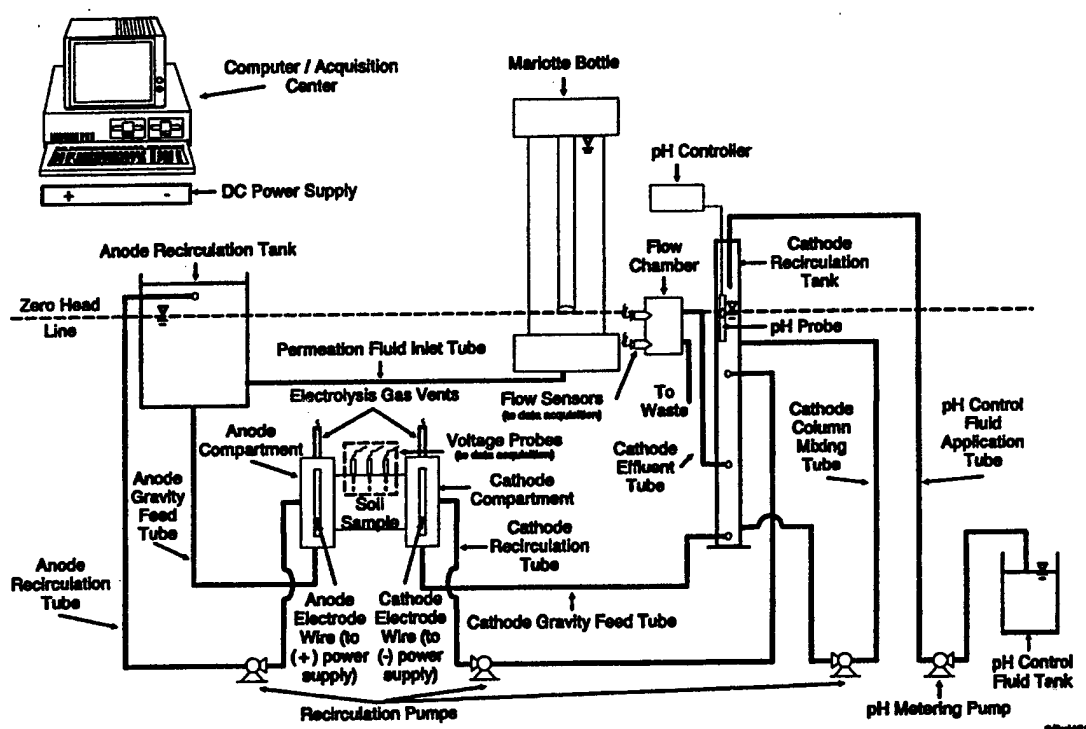 Computer / Acquisition
Center
+ -
DC Power Supply
Mariotte Bottle
pH Controller
Anode Recirculation Tank
Flow
Chamber
Cathode
Recirculation
Tank
Zero Head
Line
pH Probe
Permeation Fluid Inlet Tube
Electrolysis Gas Vents
Flow Sensors
(to data acquisition)
To
Waste
Anode
Compartment
Voltage Probes
(to data acquisition)
Cathode
Column
Mixing
Tube
pH Control
Fluid
Application
Tube
Cathode
Effluent
Tube
Anode
Gravity
Feed
Tube
Soil
Sample
Cathode
Compartment
Cathode
Recirculation
Tube
Anode
Recirculation
Tube
Anode
Electrode
Wire (to
(+) power
supply)
Cathode
Electrode
Wire (to
(-) power
supply)
Cathode Gravity Feed Tube
pH Control
Fluid Tank
Recirculation Pumps
pH Metering Pump